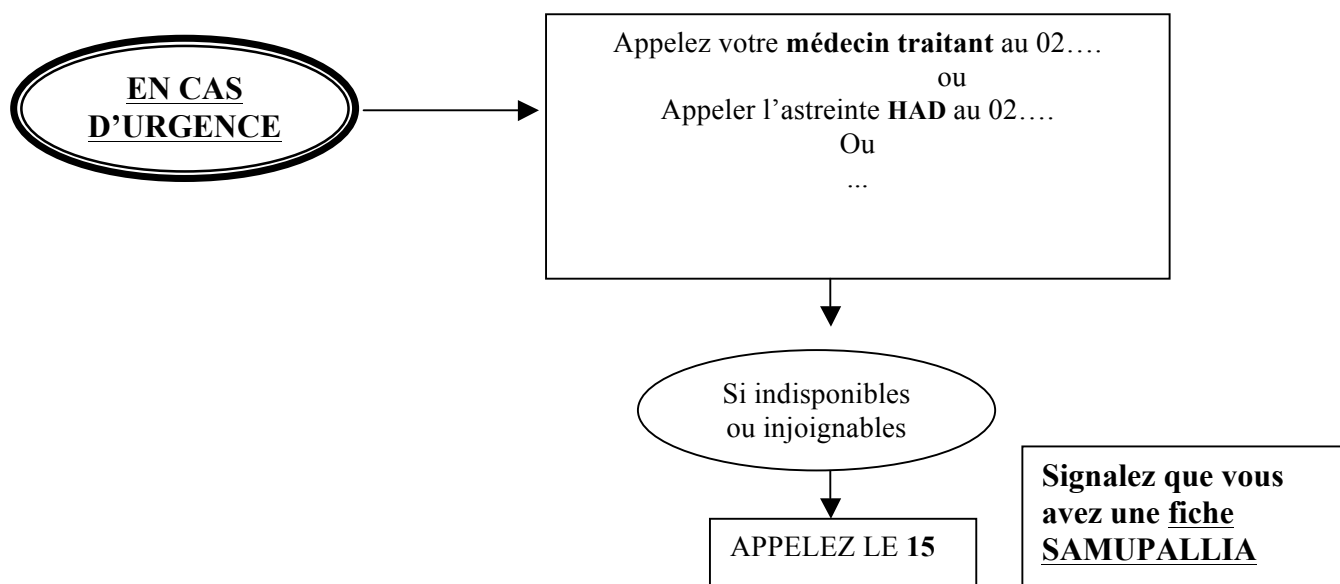 EN CAS
D'URGENCE
Appelez votre médecin traitant au 02….
ou
Appeler l'astreinte HAD au 02….
Ou
...
Si indisponibles
ou injoignables
APPELEZ LE 15
Signalez que vous
avez une fiche
SAMUPALLIA